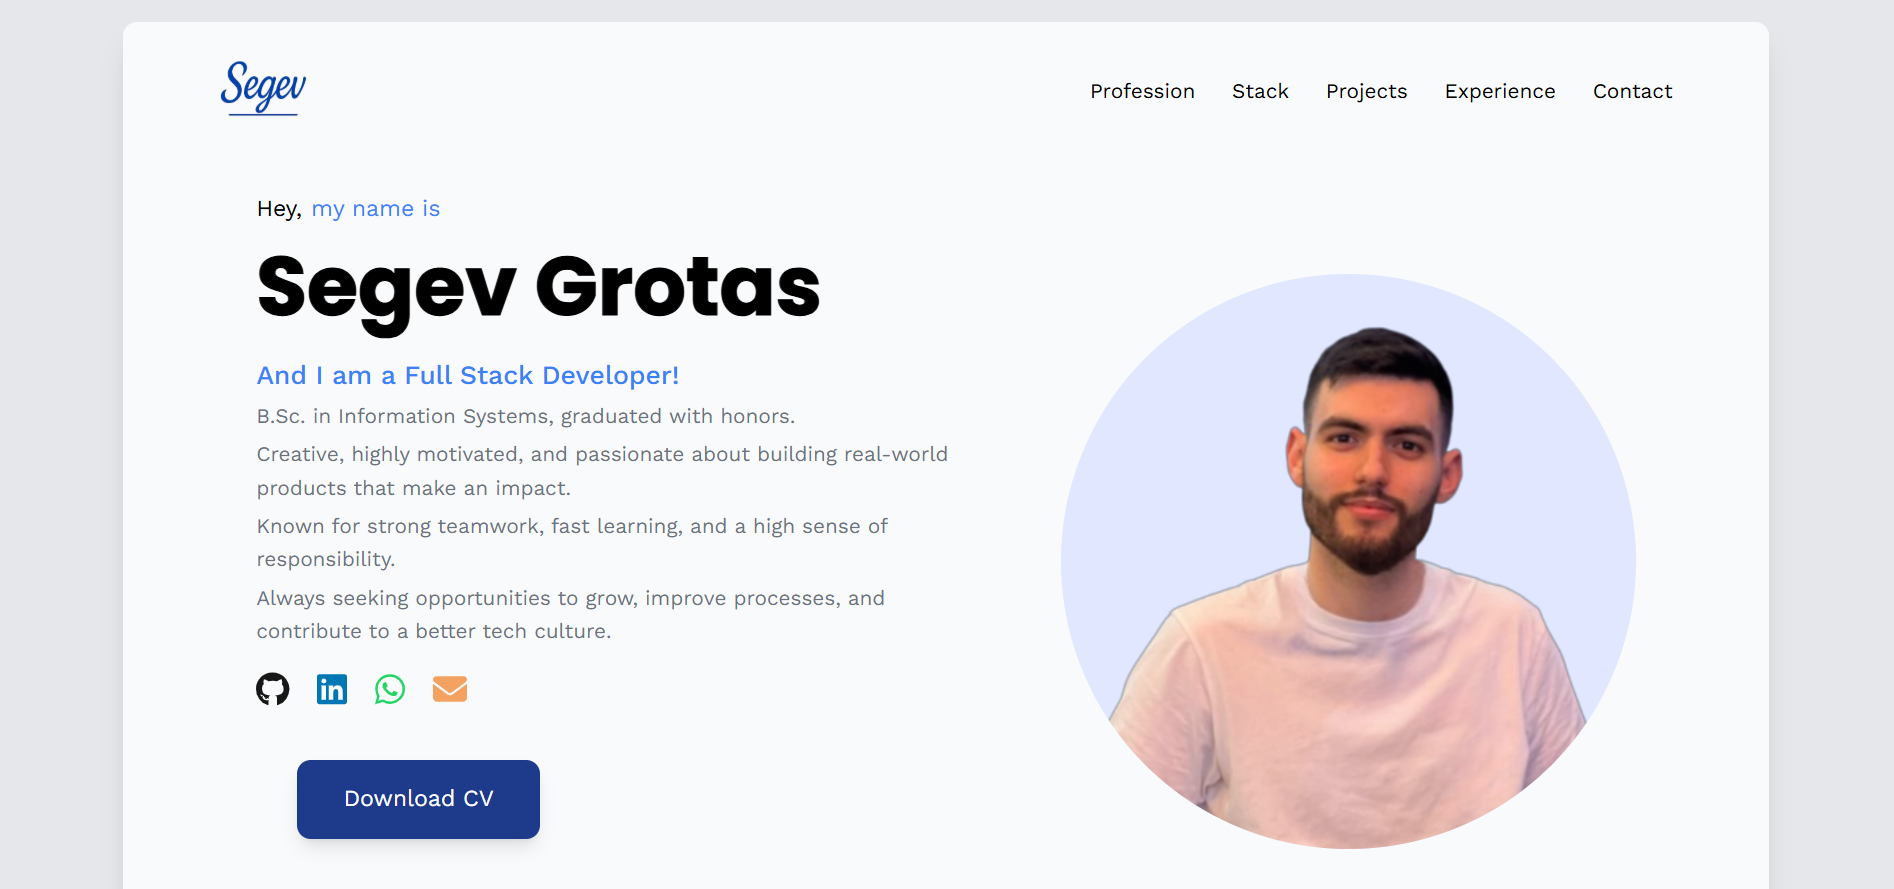 Segev
Profession Stack Projects Experience Contact
Hey, my name is
Segev Grotas
And I am a Full Stack Developer!
B.Sc. in Information Systems, graduated with honors.
Creative, highly motivated, and passionate about building real-world
products that make an impact.
Known for strong teamwork, fast learning, and a high sense of
responsibility.
Always seeking opportunities to grow, improve processes, and
contribute to a better tech culture.
in
Download CV